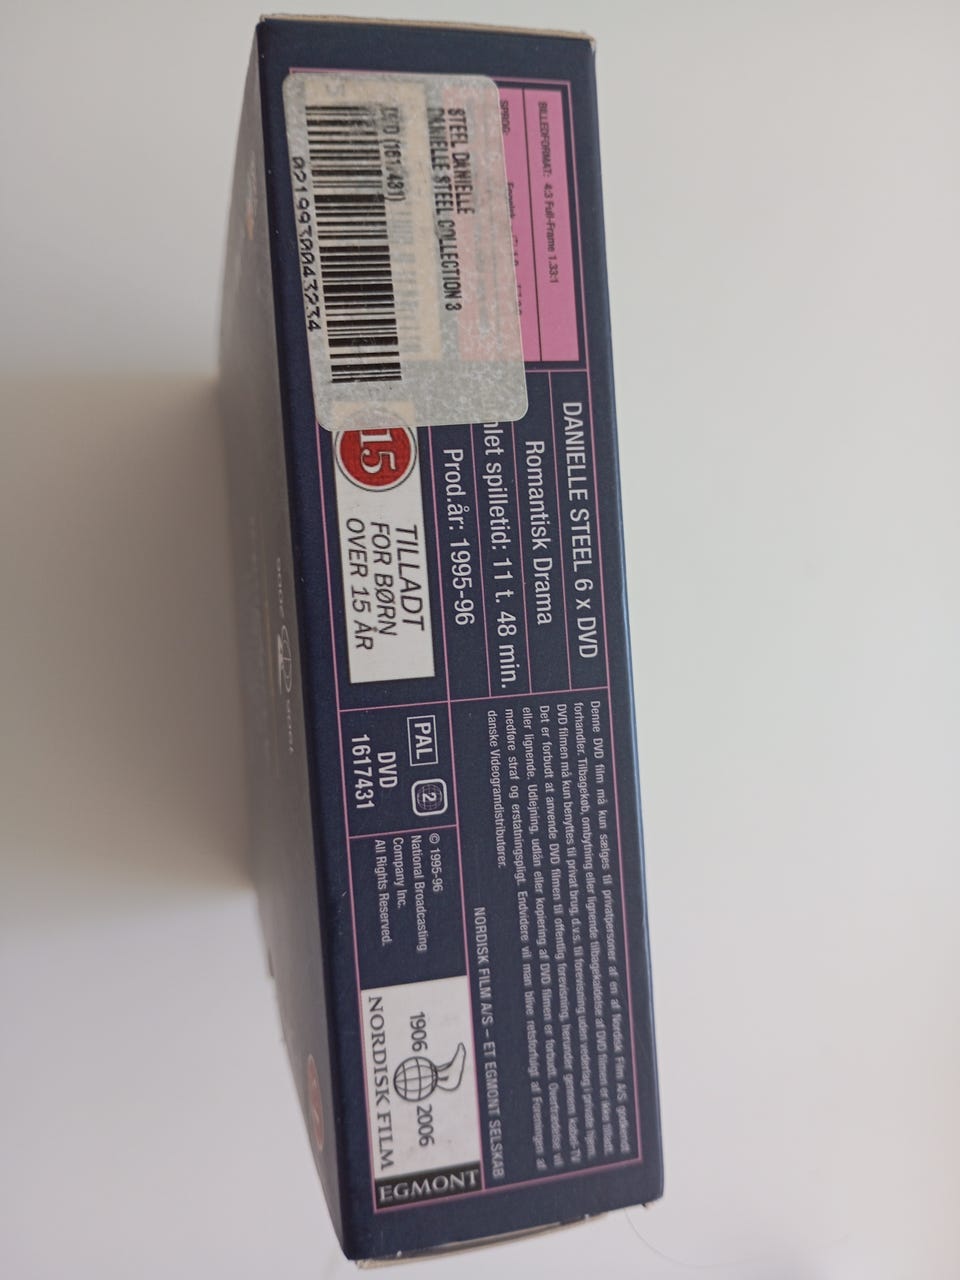 BILLEDFORMAT: 4:3 Full-Frame 1.33:1
SPROG:
STEEL DANIELLE
DANIELLE STEEL COLLECTION 3
DVD (1617431)
0219930043234
DANIELLE STEEL 6 x DVD
Romantisk Drama
spilletid: 11 t. 48 min.
Prod.år: 1995-96
15
TILLADT
FOR BØRN
OVER 15 ÅR
Denne DVD film må kun sælges til privatpersoner af en af Nordisk Film A/S godkendt
forhandler. Tilbagekøb, ombytning eller lignende tilbagekaldelse af DVD filmen er ikke tilladt.
DVD filmen må kun benyttes til privat brug, d.v.s. til forevisning uden vederlag i private hjem.
Det er forbudt at anvende DVD filmen til offentlig forevisning, herunder gennem kabel-TV
eller lignende. Udlejning, udlån eller kopiering af DVD filmen er forbudt. Overtrædelse vil
medføre straf og erstatningspligt. Endvidere vil man blive retsforfulgt af Foreningen af
danske Videogramdistributører.
NORDISK FILM A/S – ET EGMONT SELSKAB
PAL
2
DVD
1617431
© 1995-96
National Broadcasting
Company Inc.
All Rights Reserved.
1906 2006
NORDISK FILM
EGMONT